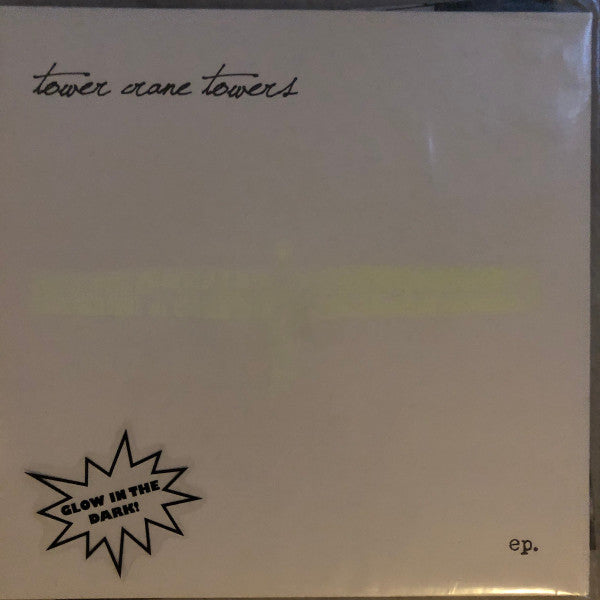 tower crane towers
GLOW IN THE
DARK!
ep.